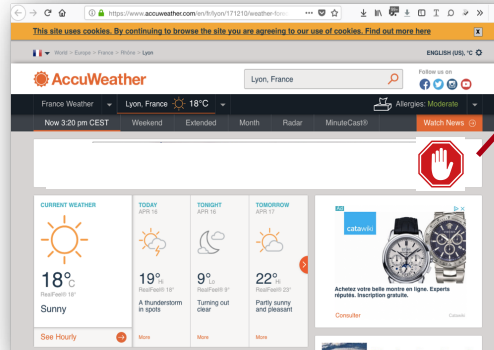 https://www.accuweather.com/en/fr/lyon/171210/weather-fore
This site uses cookies. By continuing to browse the site you are agreeing to our use of cookies. Find out more here
x
World > Europe > France > Rhône > Lyon
ENGLISH (US), °C
AccuWeather
Lyon, France
Follow us on
France Weather
Lyon, France 18°C
Allergies: Moderate
Now 3:20 pm CEST
Weekend
Extended
Month
Radar
MinuteCast®
Watch News
CURRENT WEATHER
18°C
RealFeel® 18°
Sunny
See Hourly
TODAY
APR 16
19° Hi
RealFeel® 19°
A thunderstorm
in spots
More
TONIGHT
APR 16
9° Lo
RealFeel® 9°
Turning out
clear
More
TOMORROW
APR 17
22° Hi
RealFeel® 23°
Partly sunny
and pleasant
More
Ad
catawiki
Achetez votre belle montre en ligne. Experts
réputés. Inscription gratuite.
Consulter
Catawiki